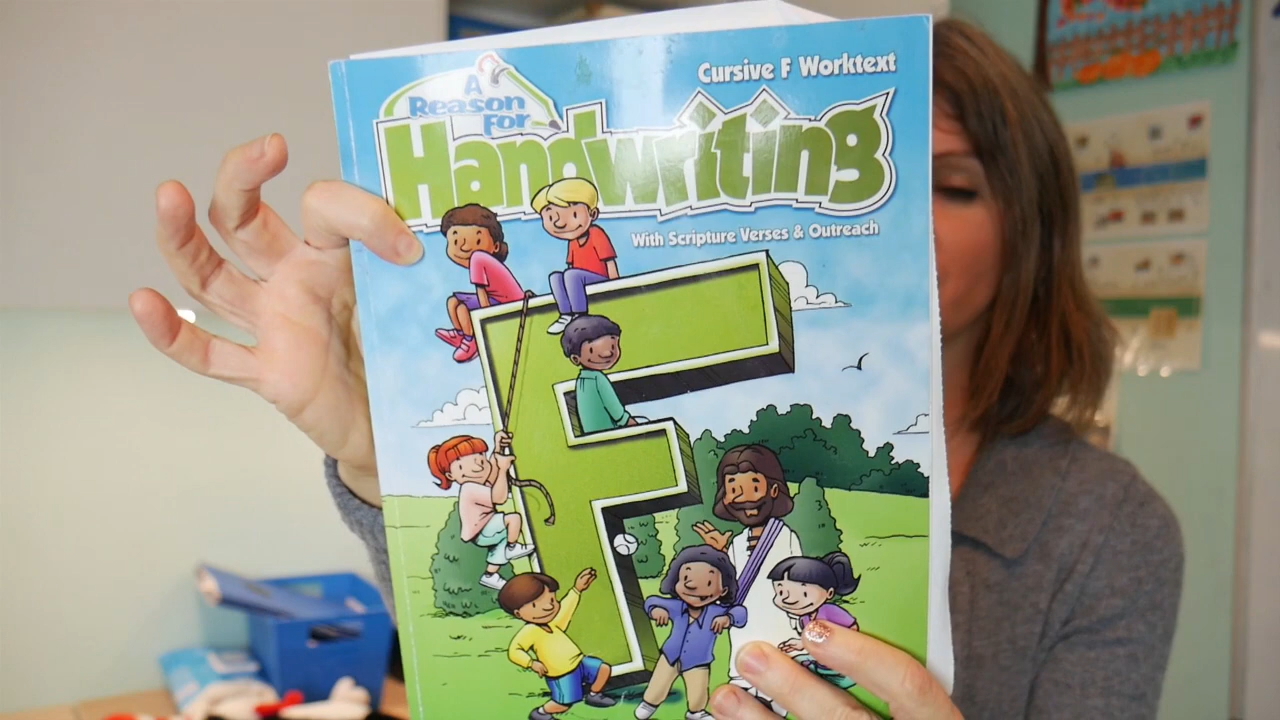 Cursive F Worktext
A
Reason
For
Handwriting
With Scripture Verses & Outreach
F